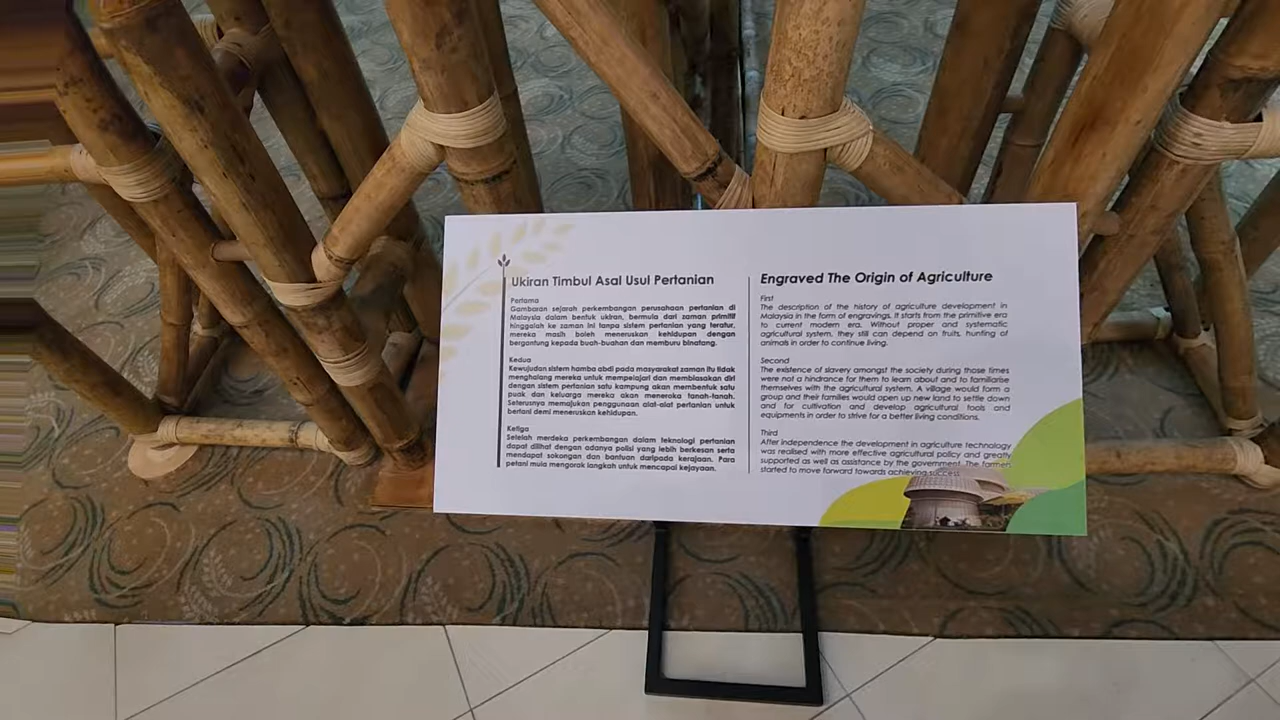 Ukiran Timbul Asal Usul Pertanian
Pertama
Gambaran sejarah perkembangan perusahaan pertanian di
Malaysia dalam bentuk ukiran, bermula dari zaman primitif
hinggalah ke zaman ini tanpa sistem pertanian yang teratur,
mereka masih boleh meneruskan kehidupan dengan
bergantung kepada buah-buahan dan memburu binatang.
Kedua
Kewujudan sistem hamba abdi pada masyarakat zaman itu tidak
menghalang mereka untuk mempelajari dan membiasakan diri
dengan sistem pertanian satu kampung akan membentuk satu
puak dan keluarga mereka akan meneroka tanah-tanah.
Seterusnya memajukan penggunaan alat-alat pertanian untuk
bertani demi meneruskan kehidupan.
Ketiga
Setelah merdeka perkembangan dalam teknologi pertanian
dapat dilihat dengan adanya polisi yang lebih berkesan serta
mendapat sokongan dan bantuan daripada kerajaan. Para
petani mula mengorak langkah untuk mencapai kejayaan.
Engraved The Origin of Agriculture
First
The description of the history of agriculture development in
Malaysia in the form of engravings. It starts from the primitive era
to current modern era. Without proper and systematic
agricultural system, they still can depend on fruits, hunting of
animals in order to continue living.
Second
The existence of slavery amongst the society during those times
were not a hindrance for them to learn about and to familiarise
themselves with the agricultural system. A village would form a
group and their families would open up new land to settle down
and for cultivation and develop agricultural tools and
equipments in order to strive for a better living conditions.
Third
After independence the development in agriculture technology
was realised with more effective agricultural policy and greatly
supported as well as assistance by the government. The farmers
started to move forward towards achieving success.